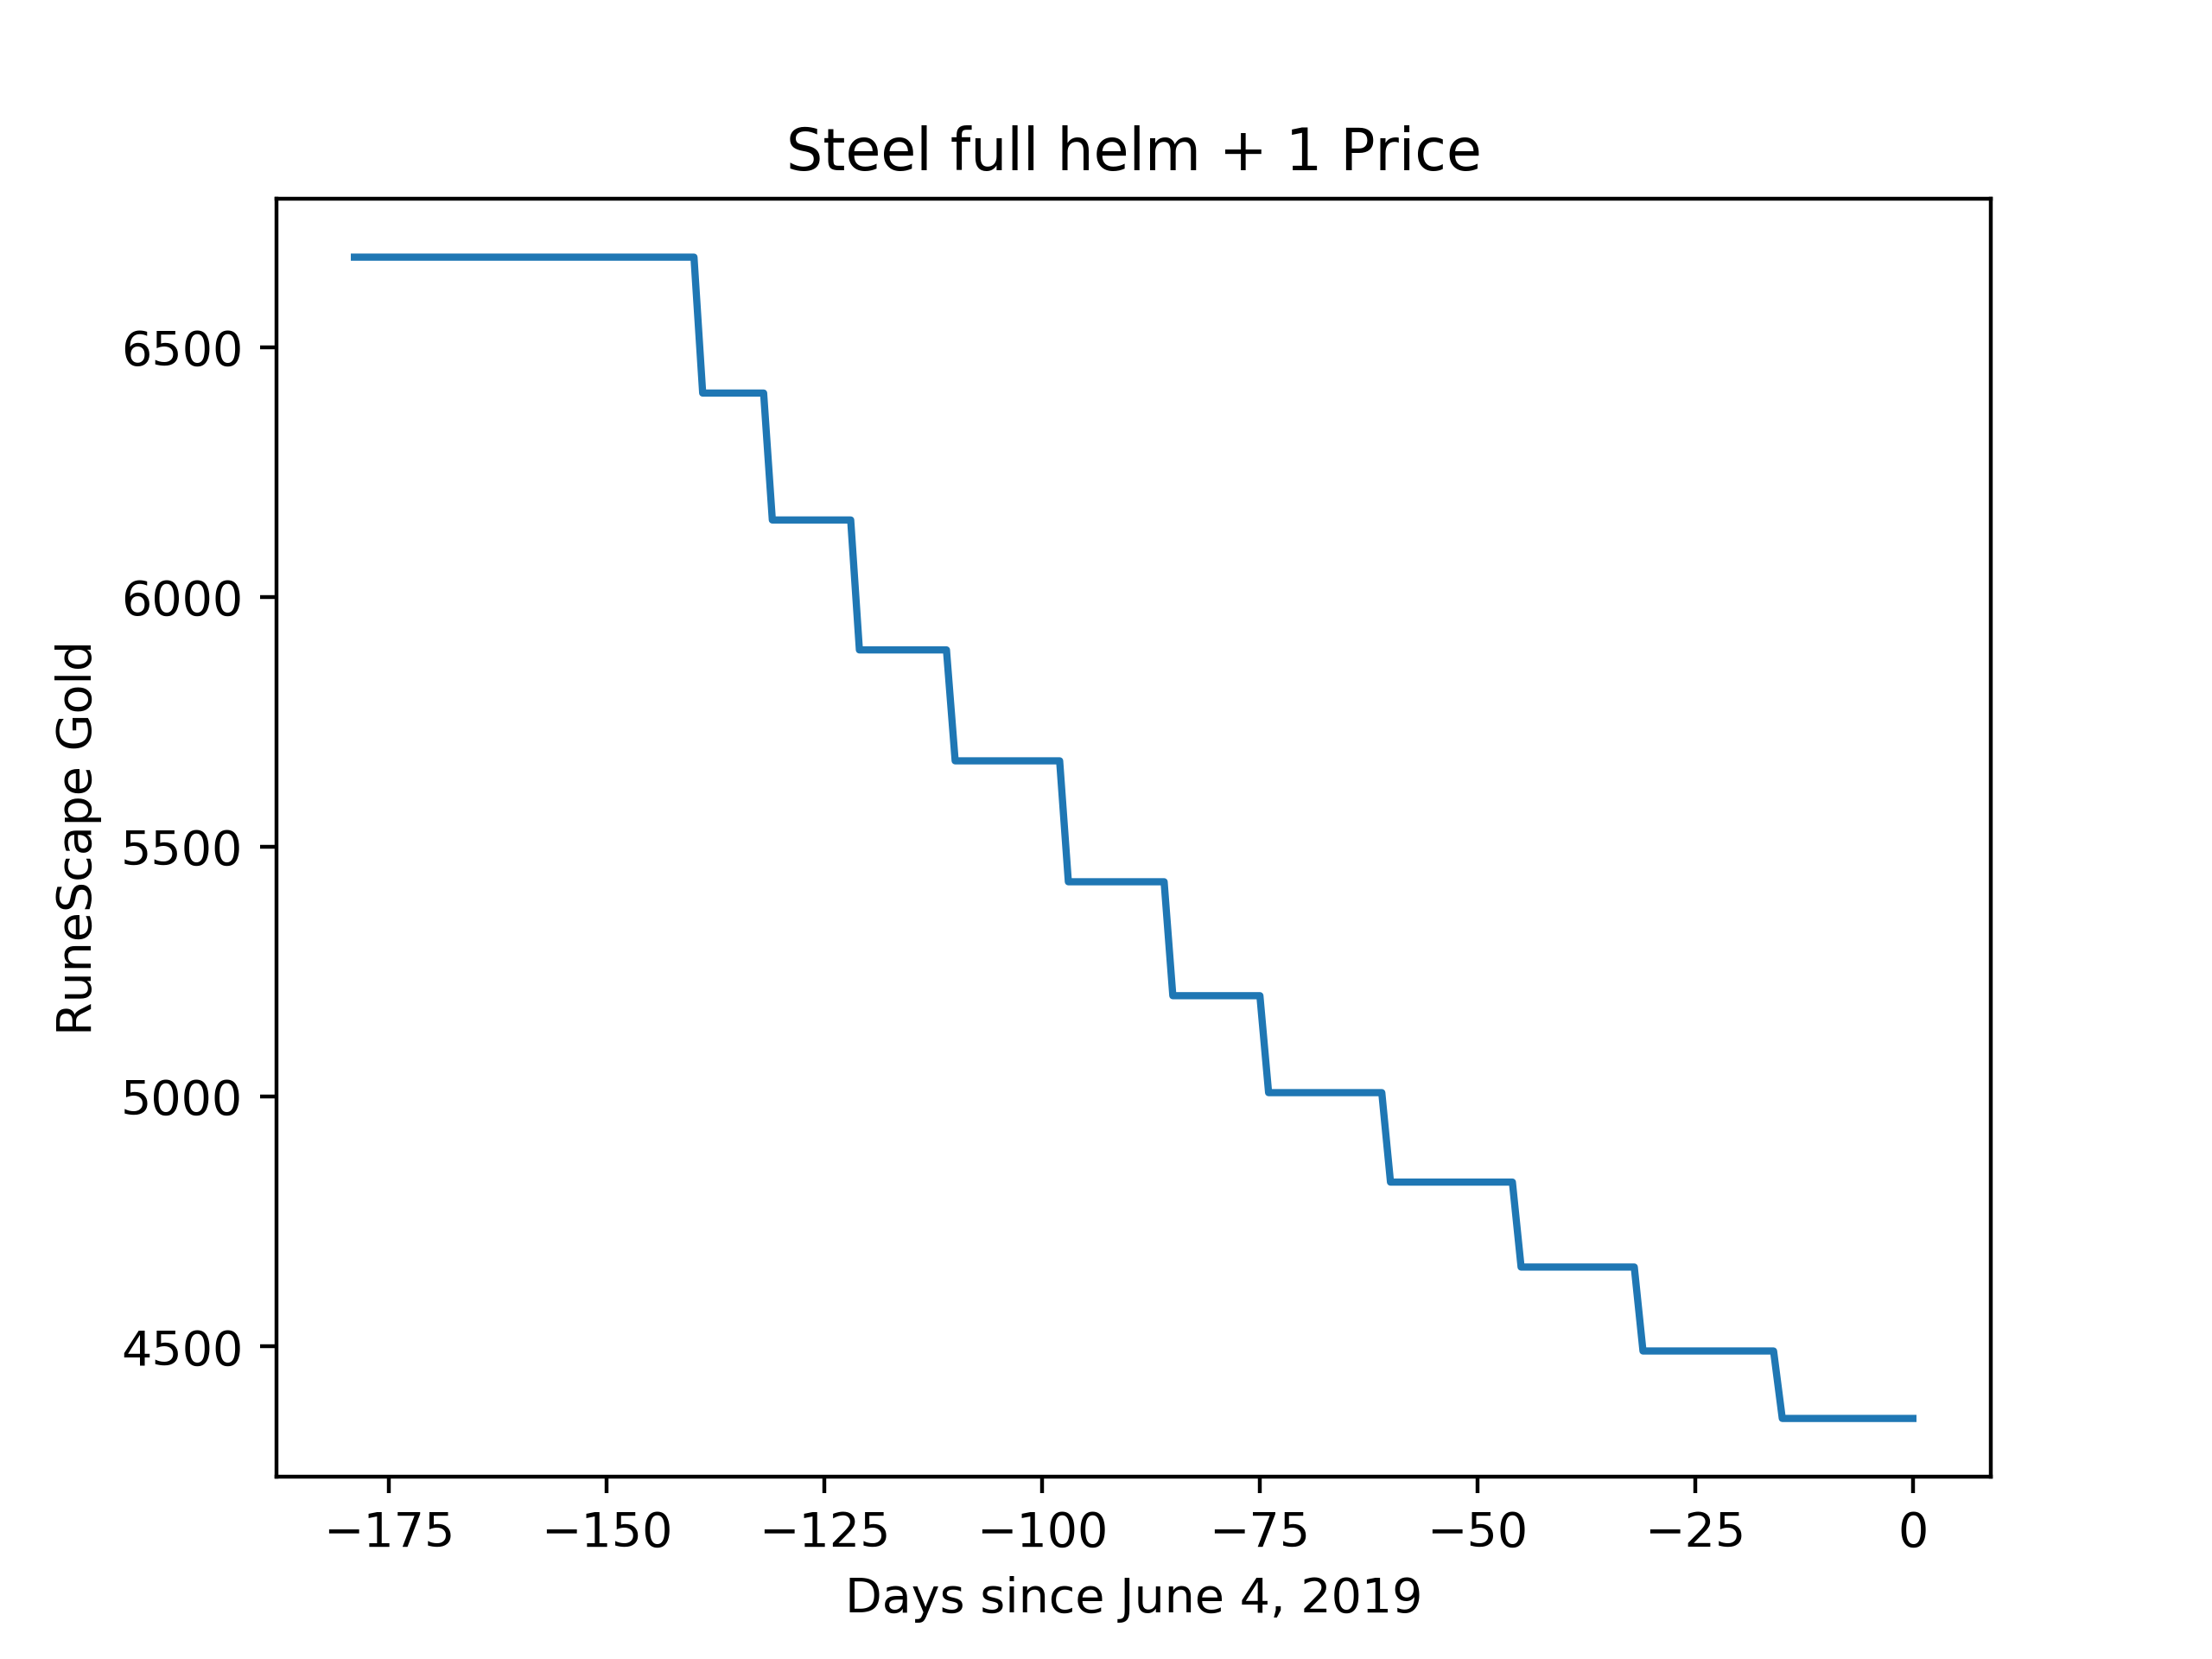 Steel full helm + 1 Price
RuneScape Gold
6500
6000
5500
5000
4500
−175 −150 −125 −100 −75 −50 −25 0
Days since June 4, 2019